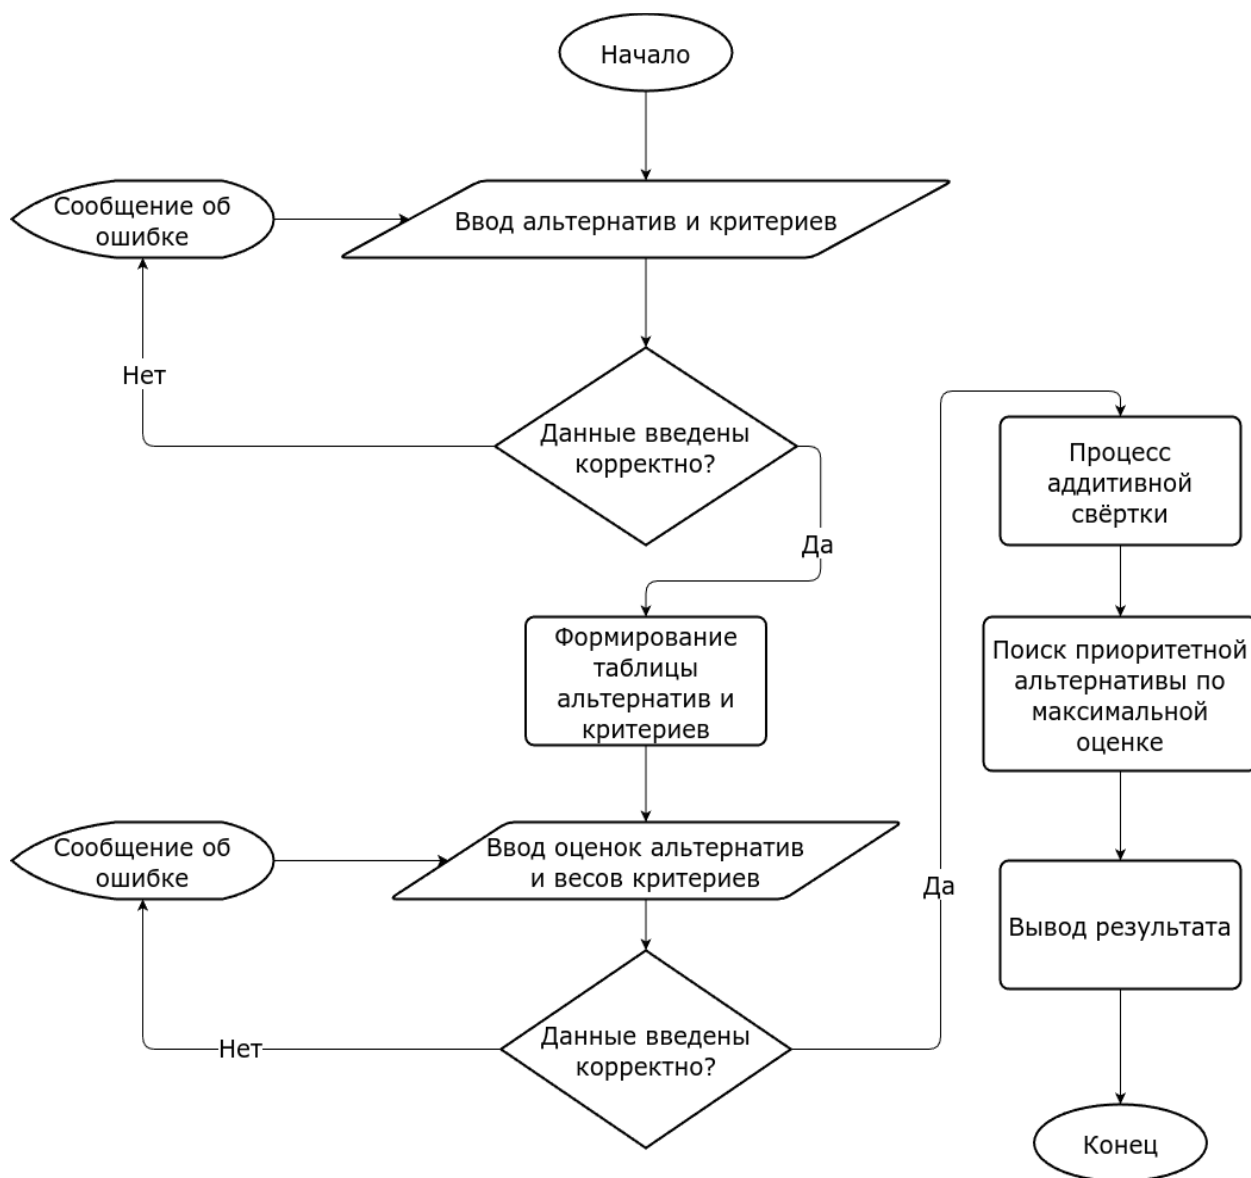 Начало
Сообщение об
ошибке
Ввод альтернатив и критериев
Нет
Данные введены
корректно?
Да
Формирование
таблицы
альтернатив и
критериев
Сообщение об
ошибке
Ввод оценок альтернатив
и весов критериев
Нет
Данные введены
корректно?
Да
Процесс
аддитивной
свёртки
Поиск приоритетной
альтернативы по
максимальной
оценке
Вывод результата
Конец